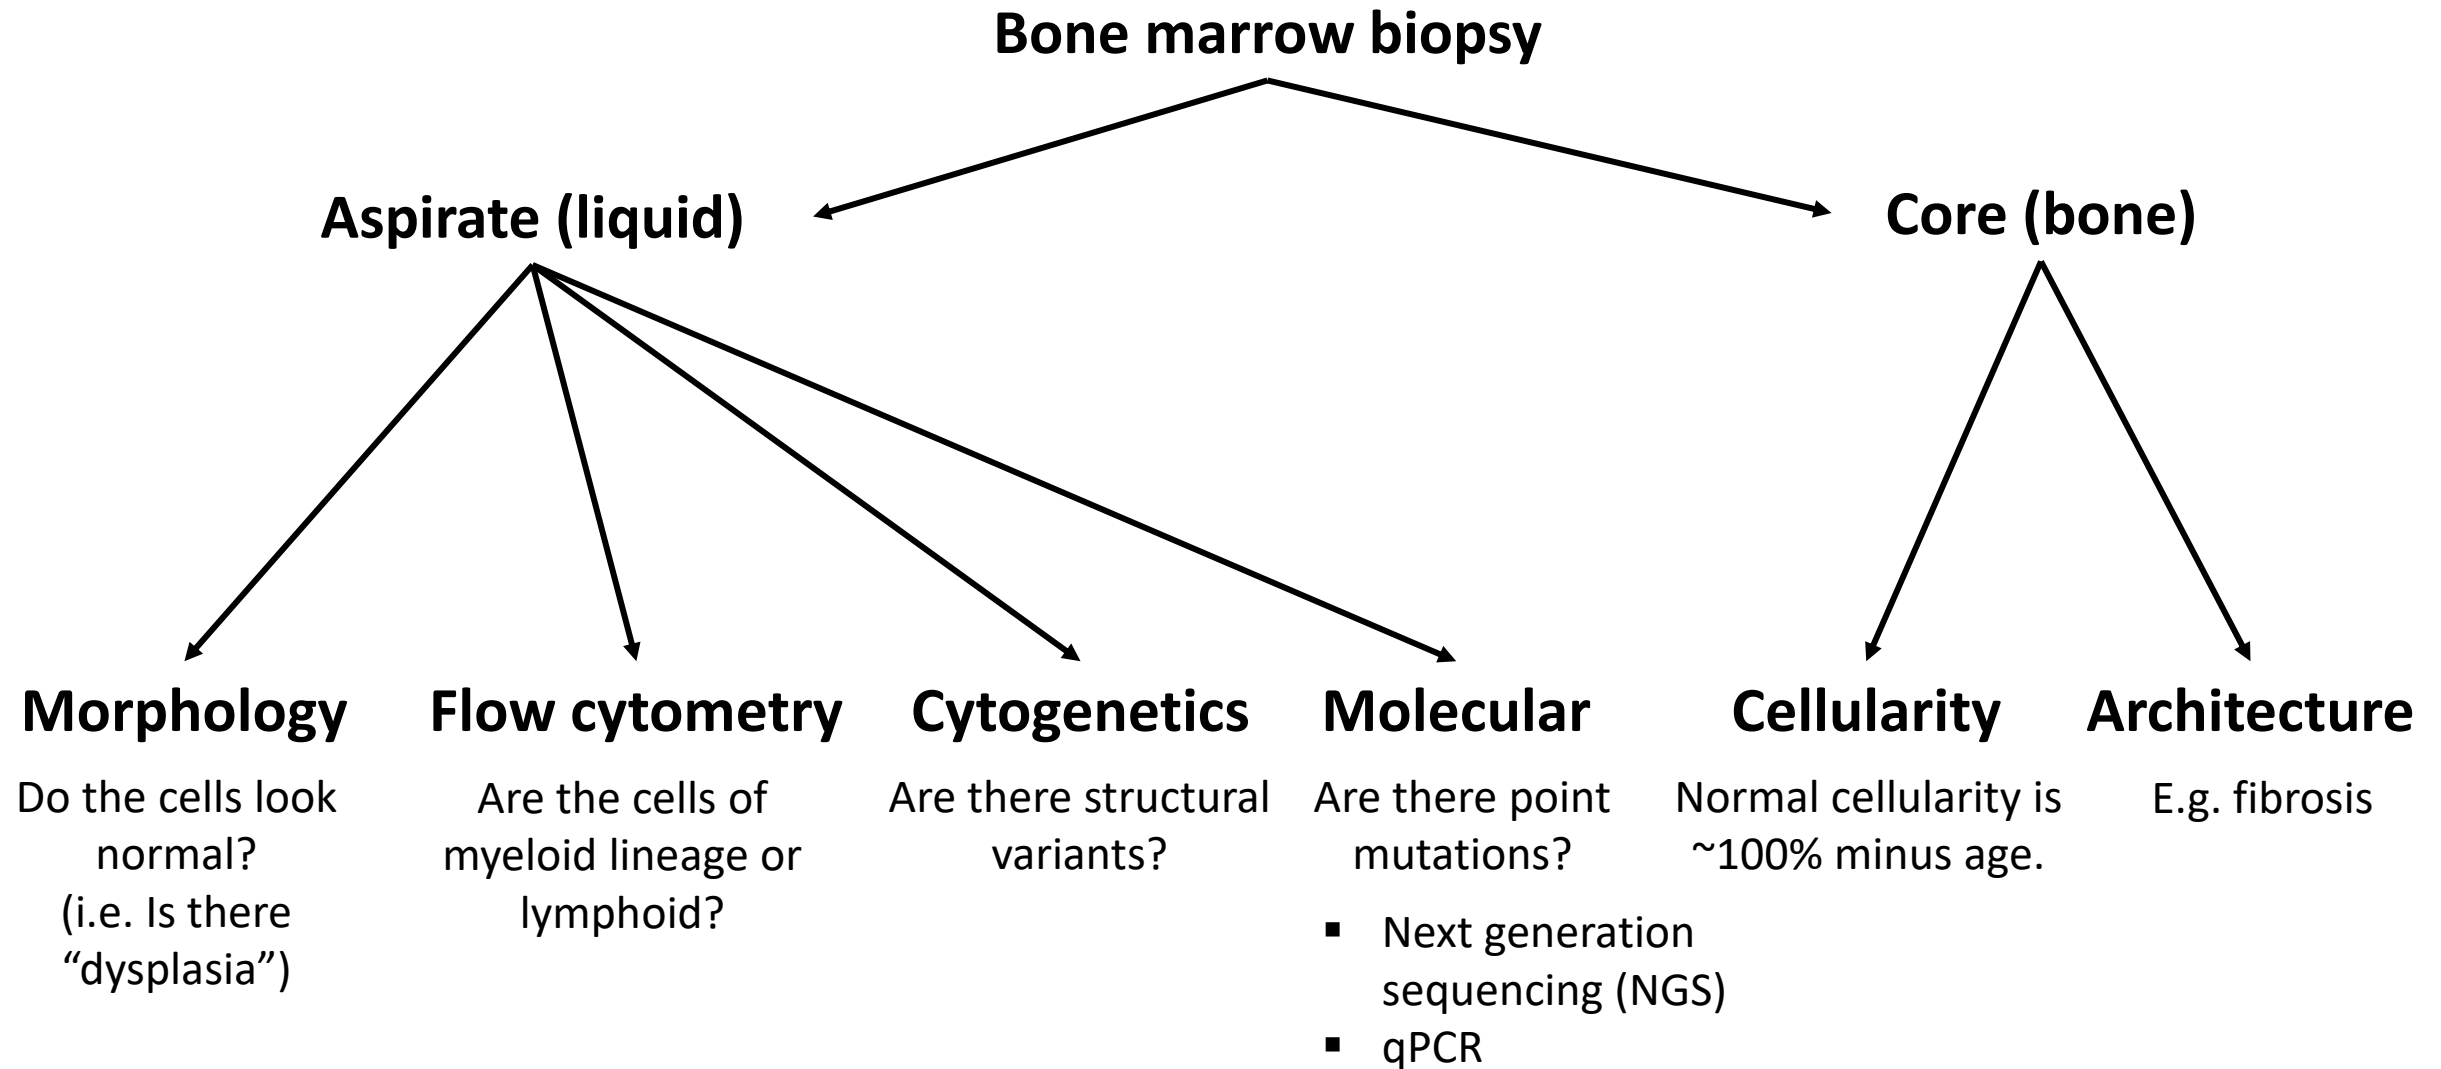 Bone marrow biopsy
Aspirate (liquid)
Core (bone)
Morphology
Do the cells look
normal?
(i.e. Is there
“dysplasia”)
Flow cytometry
Are the cells of
myeloid lineage or
lymphoid?
Cytogenetics
Are there structural
variants?
Molecular
Are there point
mutations?
▪ Next generation
sequencing (NGS)
▪ qPCR
Cellularity
Normal cellularity is
~100% minus age.
Architecture
E.g. fibrosis